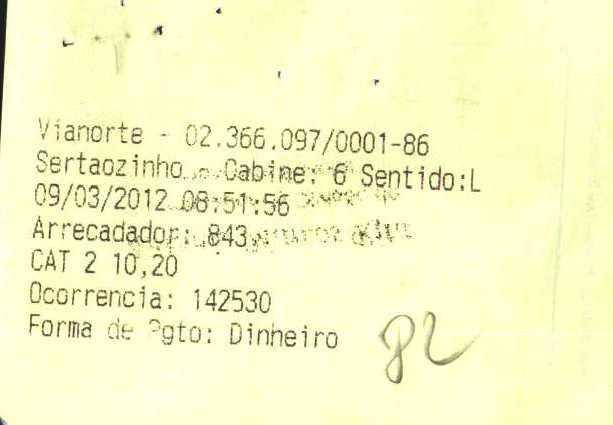 Vianorte - 02.366.097/0001-86
Sertaozinho Cabine: 6 Sentido:L
09/03/2012 08:51:56
Arrecadador: 843
CAT 2 10,20
Ocorrencia: 142530
Forma de Pgto: Dinheiro
82